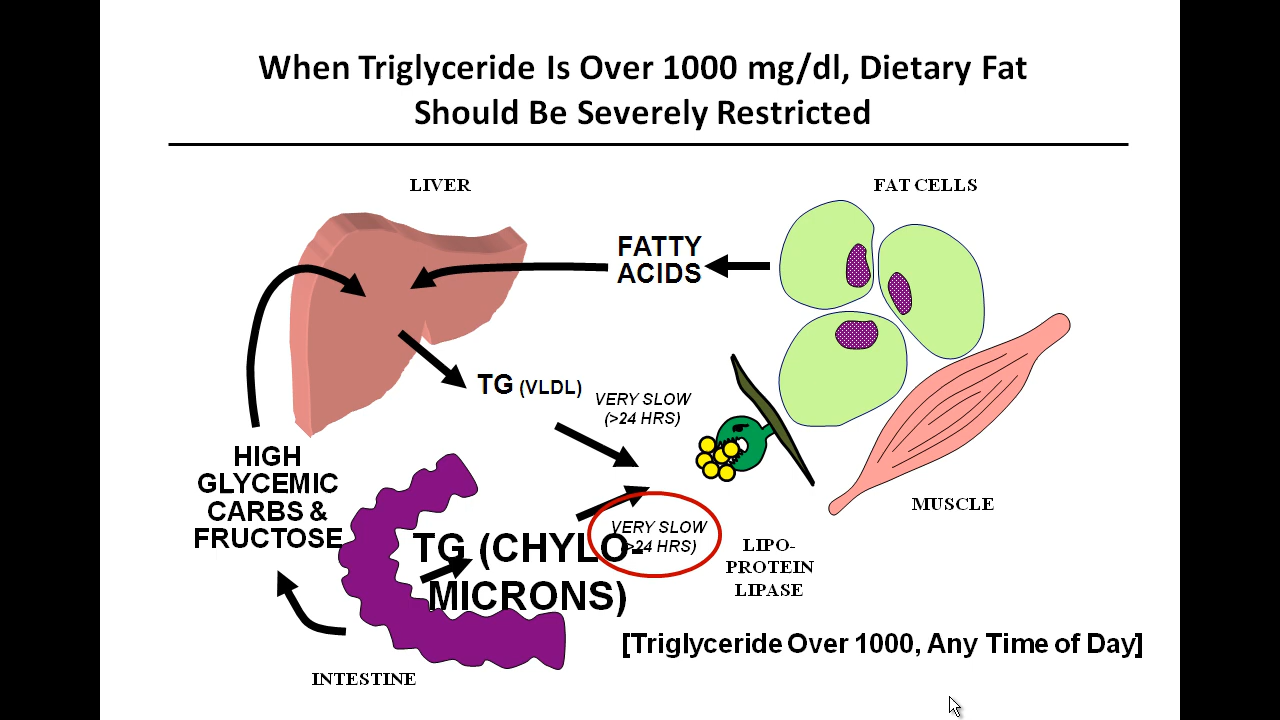 When Triglyceride Is Over 1000 mg/dl, Dietary Fat
Should Be Severely Restricted
LIVER
FAT CELLS
FATTY
ACIDS
TG (VLDL)
VERY SLOW
(>24 HRS)
HIGH
GLYCEMIC
CARBS &
FRUCTOSE
MUSCLE
TG (CHYLO-
MICRONS)
VERY SLOW
(>24 HRS)
LIPO-
PROTEIN
LIPASE
[Triglyceride Over 1000, Any Time of Day]
INTESTINE